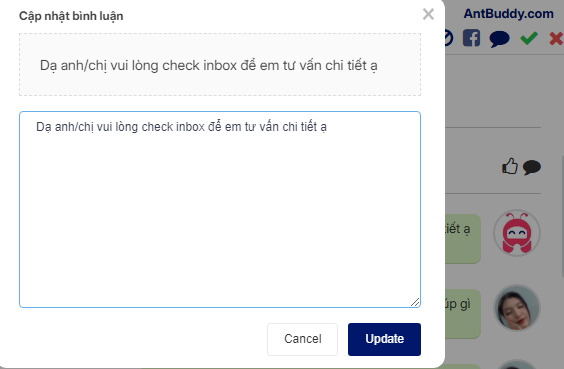 Cập nhật bình luận
×
AntBuddy.com
Dạ anh/chị vui lòng check inbox để em tư vấn chi tiết ạ
Dạ anh/chị vui lòng check inbox để em tư vấn chi tiết ạ
tiết ạ
úp gì
Cancel
Update